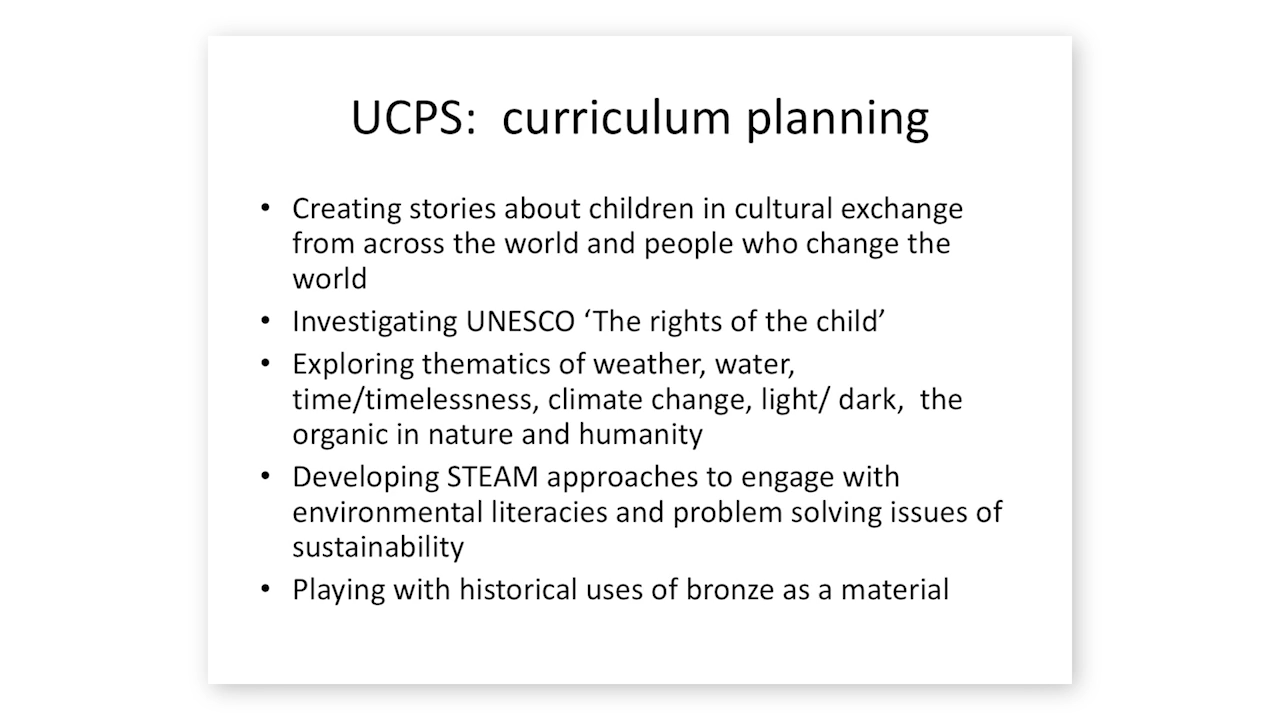 UCPS:  curriculum planning
• Creating stories about children in cultural exchange
from across the world and people who change the
world
• Investigating UNESCO ‘The rights of the child’
• Exploring thematics of weather, water,
time/timelessness, climate change, light/ dark,  the
organic in nature and humanity
• Developing STEAM approaches to engage with
environmental literacies and problem solving issues of
sustainability
• Playing with historical uses of bronze as a material